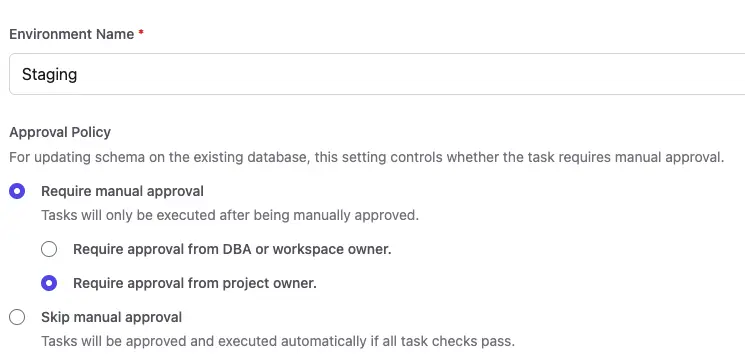 Environment Name *
Staging
Approval Policy
For updating schema on the existing database, this setting controls whether the task requires manual approval.
Require manual approval
Tasks will only be executed after being manually approved.
Require approval from DBA or workspace owner.
Require approval from project owner.
Skip manual approval
Tasks will be approved and executed automatically if all task checks pass.